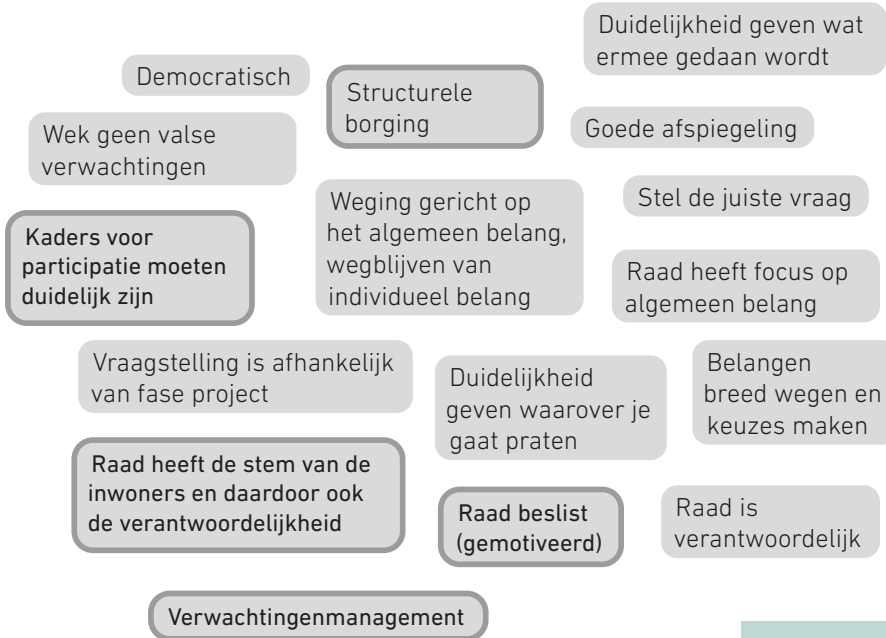 Duidelijkheid geven wat
ermee gedaan wordt
Democratisch
Structurele
borging
Wek geen valse
verwachtingen
Goede afspiegeling
Weging gericht op
het algemeen belang,
wegblijven van
individueel belang
Stel de juiste vraag
Kaders voor
participatie moeten
duidelijk zijn
Raad heeft focus op
algemeen belang
Vraagstelling is afhankelijk
van fase project
Duidelijkheid
geven waarover je
gaat praten
Belangen
breed wegen en
keuzes maken
Raad heeft de stem van de
inwoners en daardoor ook
de verantwoordelijkheid
Raad beslist
(gemotiveerd)
Raad is
verantwoordelijk
Verwachtingenmanagement